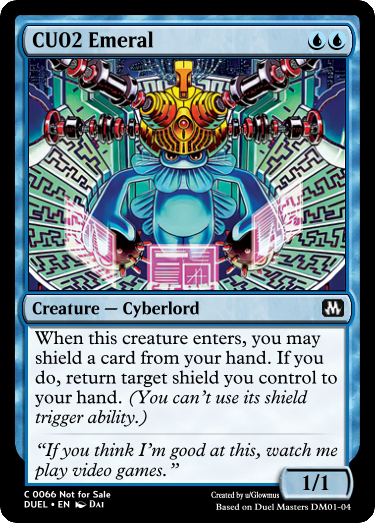 CU02 Emeral
Creature — Cyberlord
When this creature enters, you may
shield a card from your hand. If you
do, return target shield you control to
your hand. (You can't use its shield
trigger ability.)
“If you think I'm good at this, watch me
play video games.”
1/1
C 0066 Not for Sale
DUEL • EN Dai
Created by u/Glowmus
Based on Duel Masters DM01-04